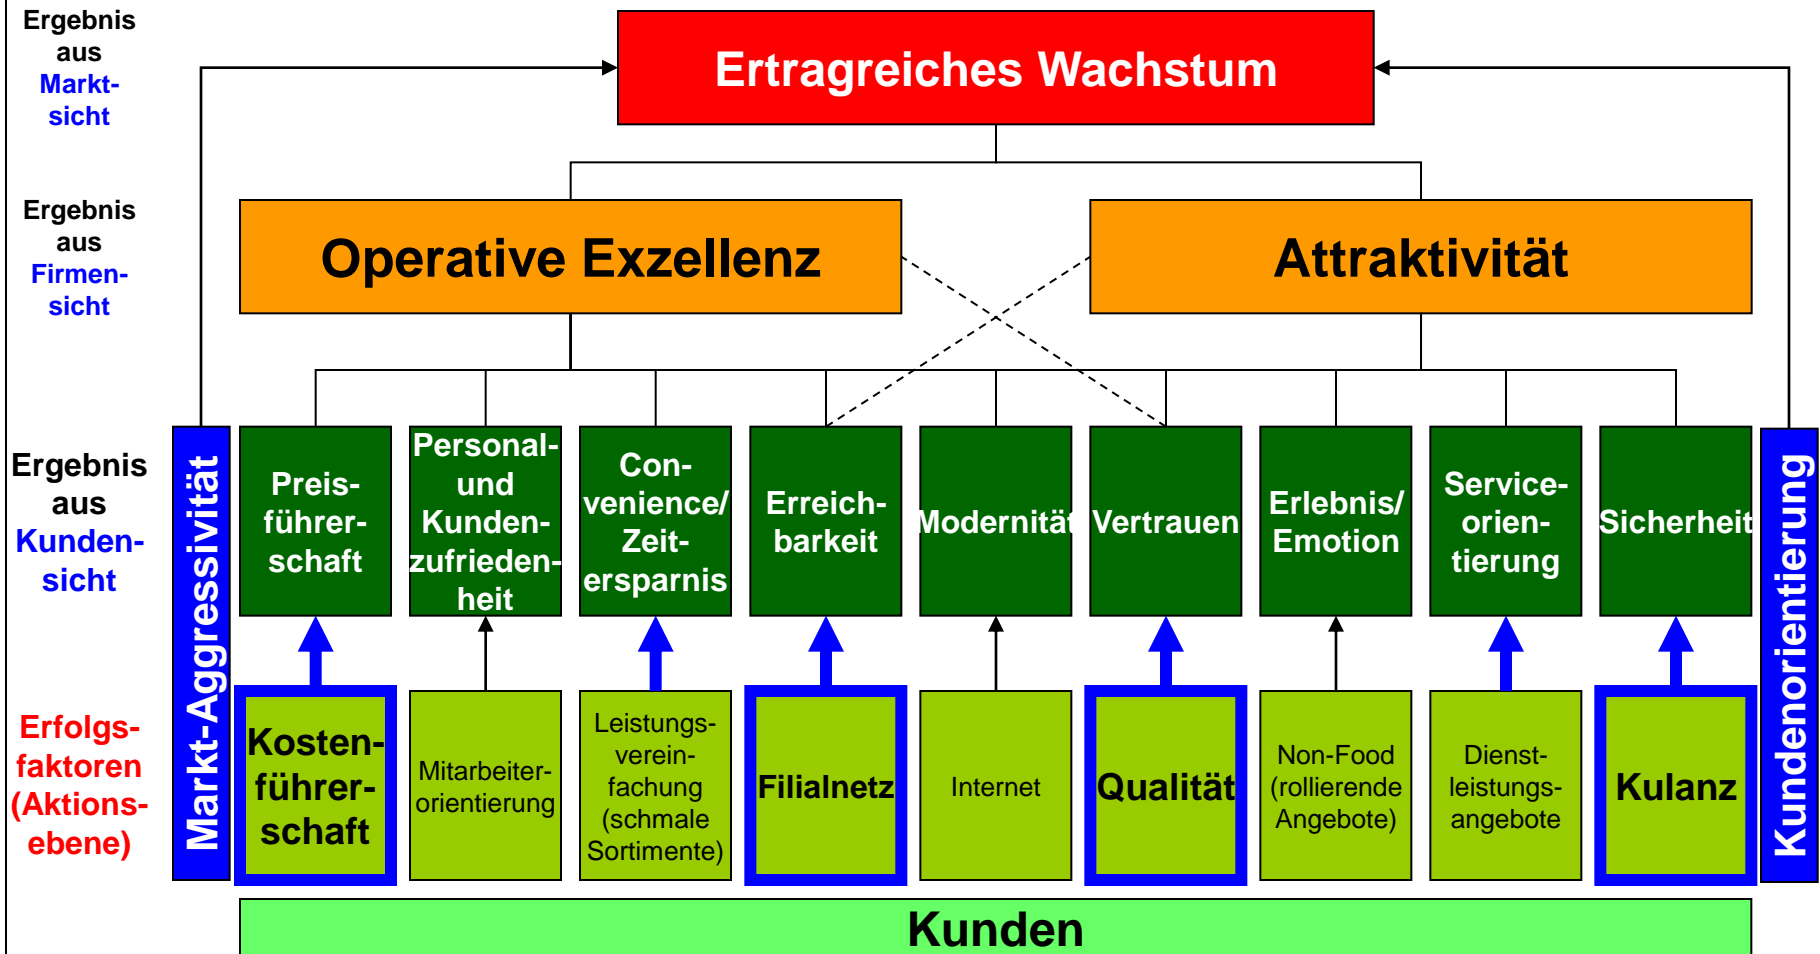 Ergebnis
aus
Markt-
sicht
Ertragreiches Wachstum
Ergebnis
aus
Firmen-
sicht
Operative Exzellenz
Attraktivität
Ergebnis
aus
Kunden-
sicht
Markt-Aggressivität
Preis-
führer-
schaft
Personal-
und
Kunden-
zufrieden-
heit
Con-
venience/
Zeit-
ersparnis
Erreich-
barkeit
Modernität
Vertrauen
Erlebnis/
Emotion
Service-
orien-
tierung
Sicherheit
Kundenorientierung
Erfolgs-
faktoren
(Aktions-
ebene)
Kosten-
führer-
schaft
Mitarbeiter-
orientierung
Leistungs-
verein-
fachung
(schmale
Sortimente)
Filialnetz
Internet
Qualität
Non-Food
(rollierende
Angebote)
Dienst-
leistungs-
angebote
Kulanz
Kunden